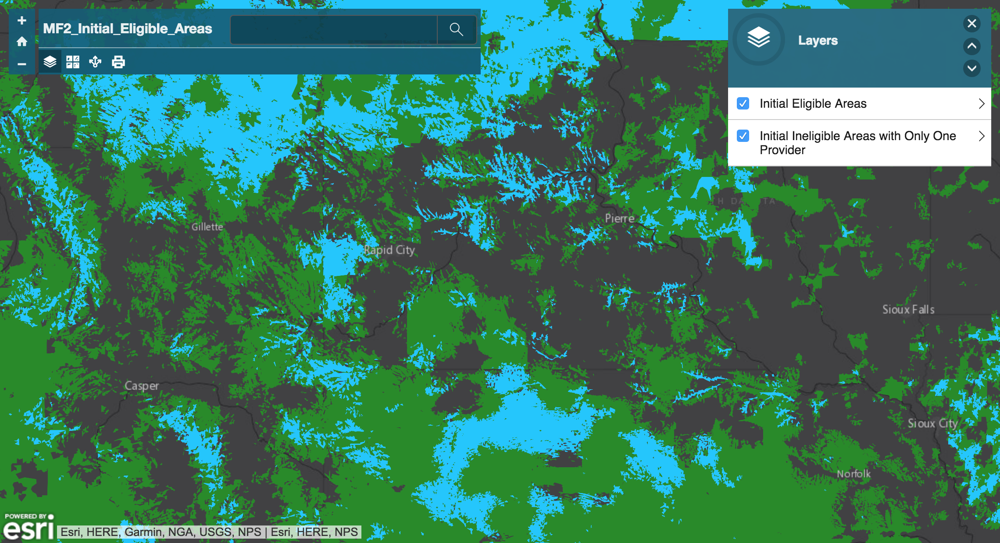 MF2_Initial_Eligible_Areas
Layers
Initial Eligible Areas
Initial Ineligible Areas with Only One
Provider
Pierre
Gillette
Rapid City
Sioux Falls
Casper
Sioux City
Norfolk
POWERED BY
esri
Esri, HERE, Garmin, NGA, USGS, NPS | Esri, HERE, NPS